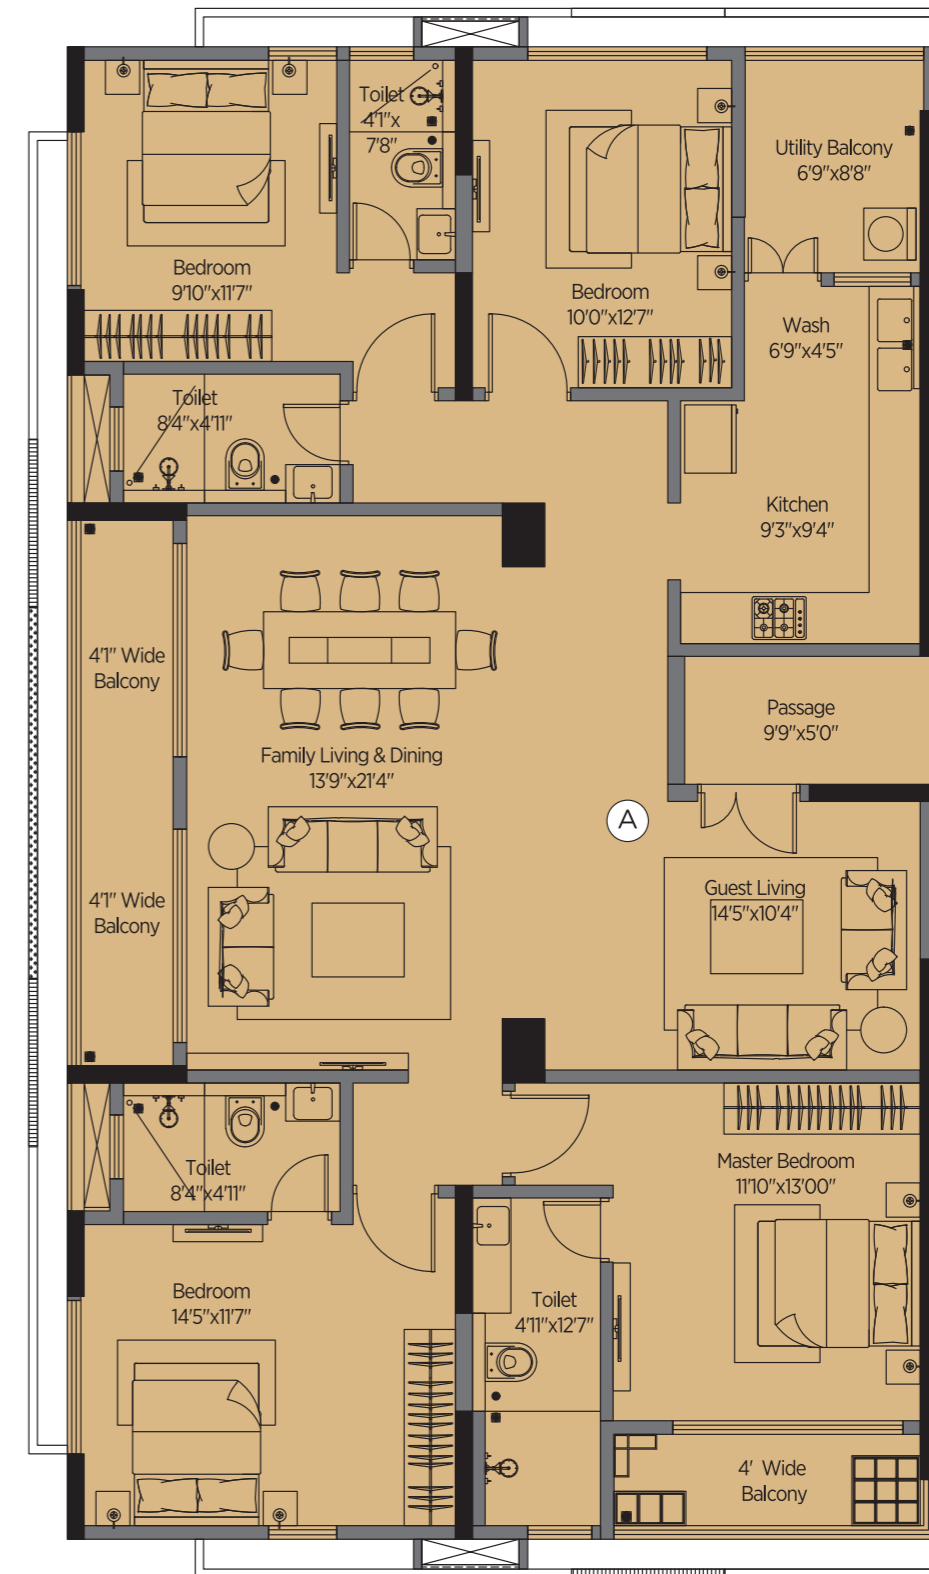 Toilet
4'1"x
7'8"
Utility Balcony
6'9"x8'8"
Bedroom
9'10"x11'7"
Bedroom
10'0"x12'7"
Wash
6'9"x4'5"
Toilet
8'4"x4'11"
Kitchen
9'3"x9'4"
4'1" Wide
Balcony
Passage
9'9"x5'0"
Family Living & Dining
13'9"x21'4"
A
4'1" Wide
Balcony
Guest Living
14'5"x10'4"
Toilet
8'4"x4'11"
Master Bedroom
11'10"x13'00"
Bedroom
14'5"x11'7"
Toilet
4'11"x12'7"
4' Wide
Balcony